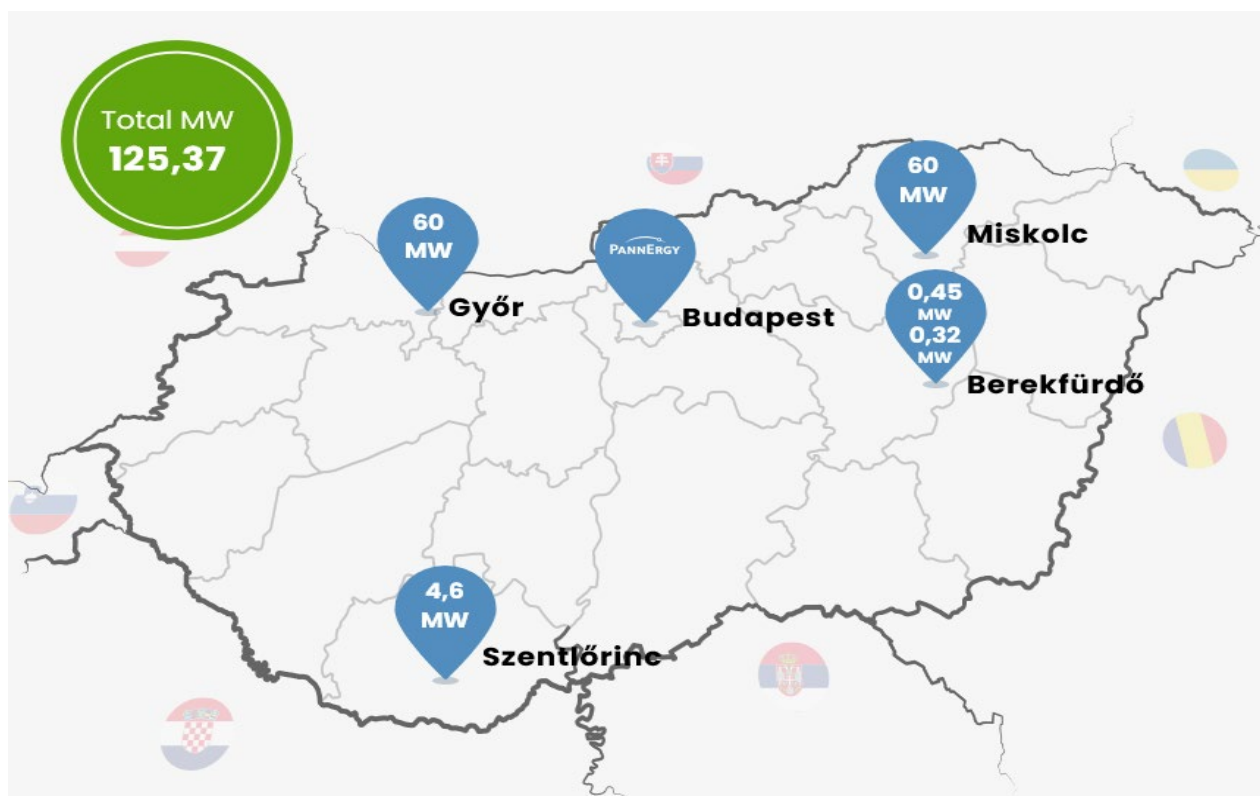 Total MW
125,37
60
MW
Miskolc
60
MW
Győr
PANNERGY
Budapest
0,45
MW
0,32
MW
Berekfürdő
4,6
MW
Szentlőrinc